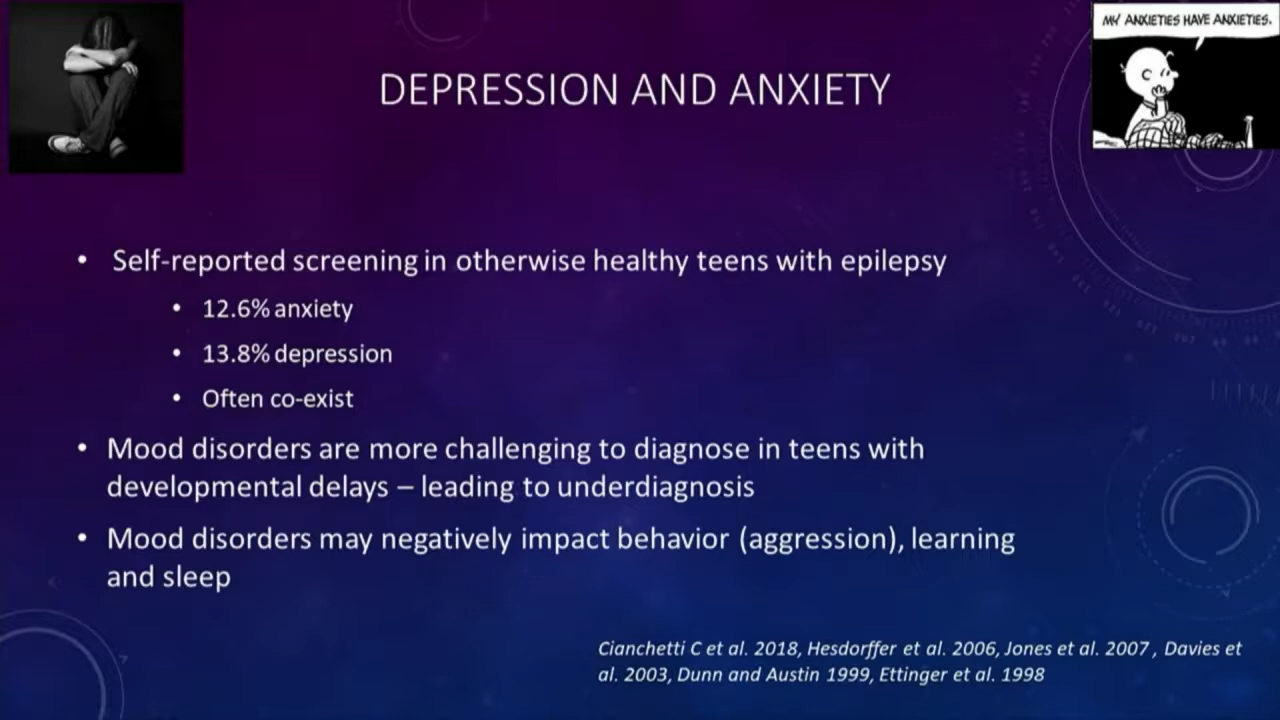 MY ANXIETIES HAVE ANXIETIES.
DEPRESSION AND ANXIETY
• Self-reported screening in otherwise healthy teens with epilepsy
• 12.6% anxiety
• 13.8% depression
• Often co-exist
• Mood disorders are more challenging to diagnose in teens with
developmental delays – leading to underdiagnosis
• Mood disorders may negatively impact behavior (aggression), learning
and sleep
Cianchetti C et al. 2018, Hesdorffer et al. 2006, Jones et al. 2007 , Davies et
al. 2003, Dunn and Austin 1999, Ettinger et al. 1998